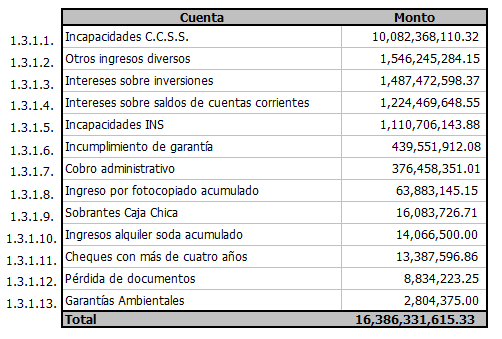 Cuenta Monto
1.3.1.1. Incapacidades C.C.S.S. 10,082,368,110.32
1.3.1.2. Otros ingresos diversos 1,546,245,284.15
1.3.1.3. Intereses sobre inversiones 1,487,472,598.37
1.3.1.4. Intereses sobre saldos de cuentas corrientes 1,224,469,648.55
1.3.1.5. Incapacidades INS 1,110,706,143.88
1.3.1.6. Incumplimiento de garantía 439,551,912.08
1.3.1.7. Cobro administrativo 376,458,351.01
1.3.1.8. Ingreso por fotocopiado acumulado 63,883,145.15
1.3.1.9. Sobrantes Caja Chica 16,083,726.71
1.3.1.10. Ingresos alquiler soda acumulado 14,066,500.00
1.3.1.11. Cheques con más de cuatro años 13,387,596.86
1.3.1.12. Pérdida de documentos 8,834,223.25
1.3.1.13. Garantías Ambientales 2,804,375.00
Total 16,386,331,615.33